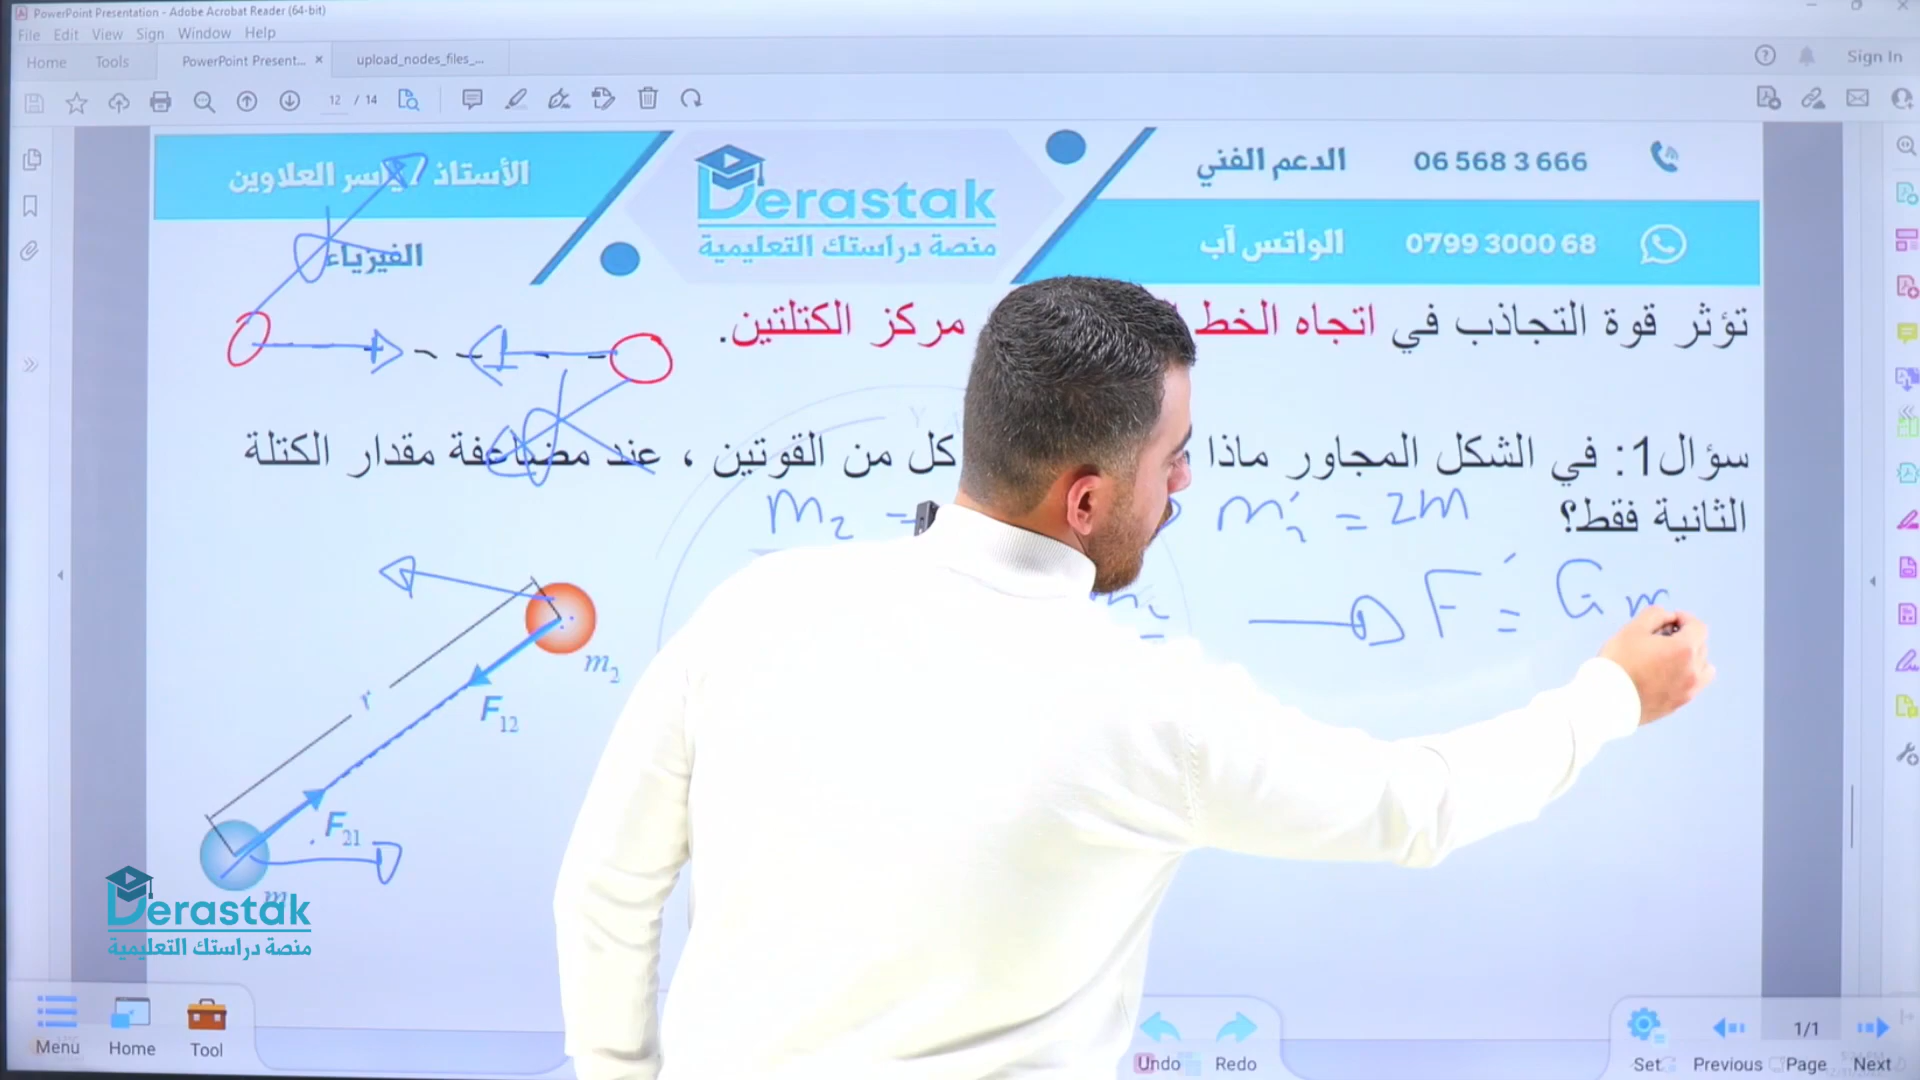 PowerPoint Presentation - Adobe Acrobat Reader (64-bit)
File Edit View Sign Window Help
Home Tools PowerPoint Present... × upload_nodes_files_... Sign In
12 / 14
الأستاذ / ياسر العلاوين
الفيزياء
Derastak
منصة دراستك التعليمية
الدعم الفني 06 568 3 666
الواتس آب 0799 3000 68
تؤثر قوة التجاذب في اتجاه الخط مركز الكتلتين.
سؤال1: في الشكل المجاور ماذا كل من القوتين ، عند مضاعفة مقدار الكتلة
الثانية فقط؟
m2 = m'2 = 2m
F' = G m
m2
r
F12
F21
m
Derastak
منصة دراستك التعليمية
Menu Home Tool Undo Redo Set Previous Page Next
1/1